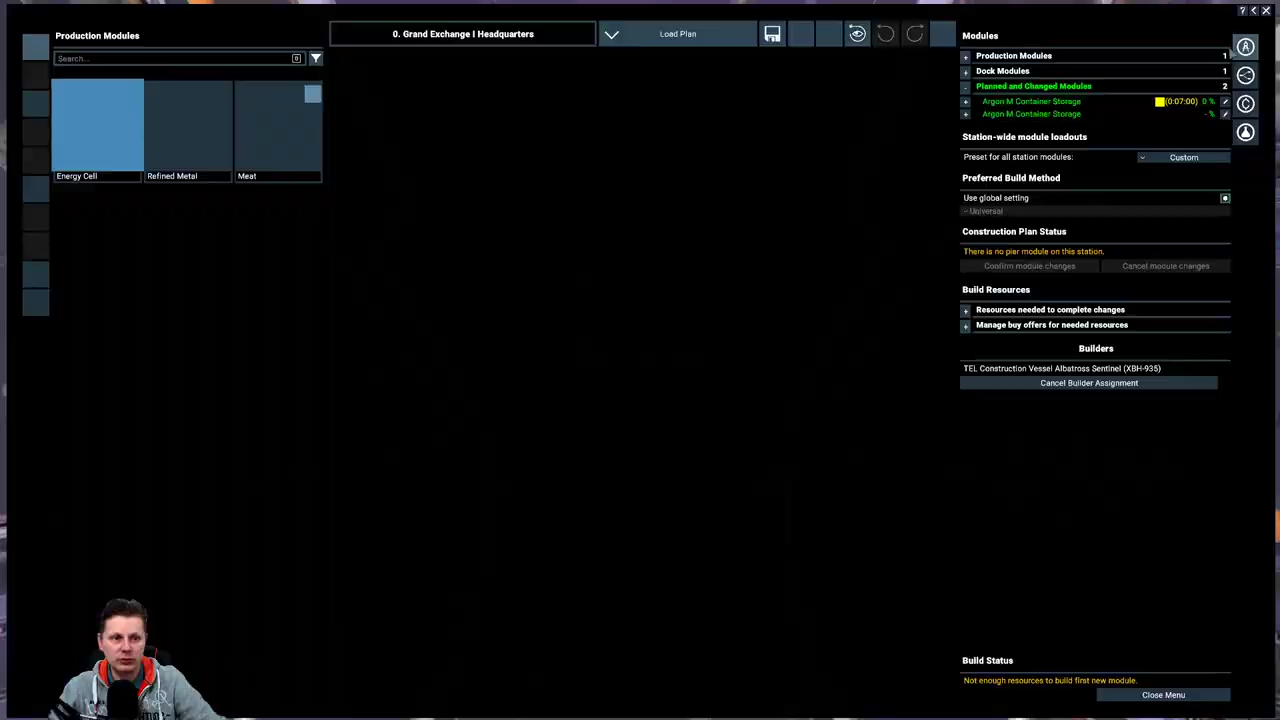 Production Modules
Search...
0
Energy Cell
Refined Metal
Meat
0. Grand Exchange I Headquarters
Load Plan
Modules
+ Production Modules 1
+ Dock Modules 1
- Planned and Changed Modules 2
+ Argon M Container Storage (0:07:00) 0 %
+ Argon M Container Storage - %
Station-wide module loadouts
Preset for all station modules: Custom
Preferred Build Method
Use global setting
- Universal
Construction Plan Status
There is no pier module on this station.
Confirm module changes Cancel module changes
Build Resources
+ Resources needed to complete changes
+ Manage buy offers for needed resources
Builders
TEL Construction Vessel Albatross Sentinel (XBH-935)
Cancel Builder Assignment
Build Status
Not enough resources to build first new module.
Close Menu